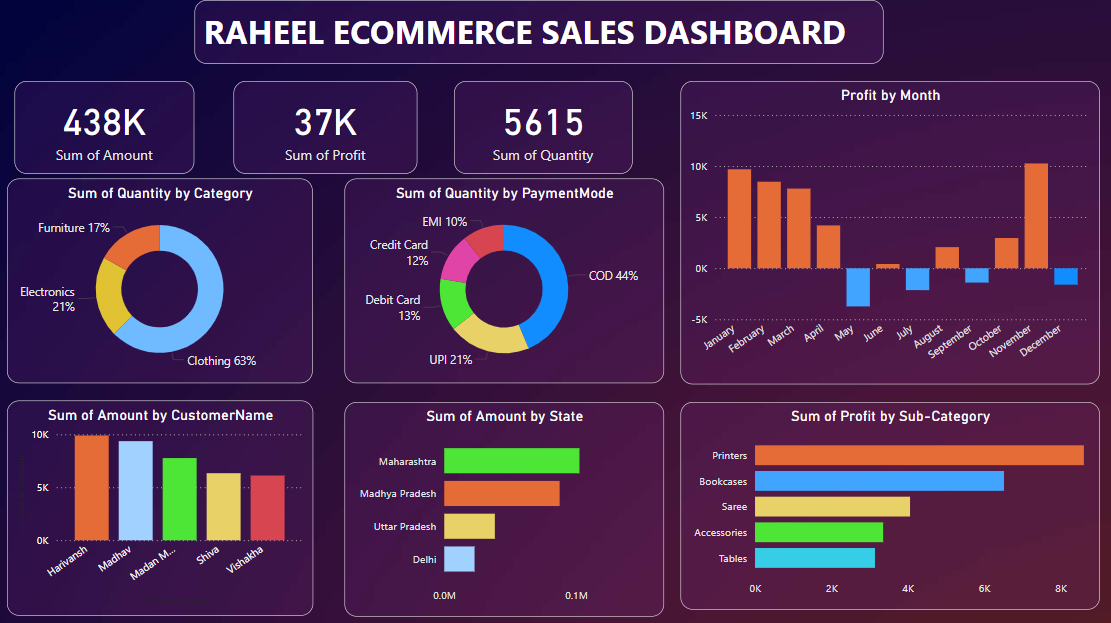 RAHEEL ECOMMERCE SALES DASHBOARD
438K
Sum of Amount
37K
Sum of Profit
5615
Sum of Quantity
Profit by Month
15K
10K
5K
0K
-5K
January
February
March
April
May
June
July
August
September
October
November
December
Sum of Quantity by Category
Furniture 17%
Electronics
21%
Clothing 63%
Sum of Quantity by PaymentMode
EMI 10%
Credit Card
12%
Debit Card
13%
UPI 21%
COD 44%
Sum of Amount by CustomerName
10K
5K
0K
Harivansh
Madhav
Madan M...
Shiva
Vishakha
Sum of Amount by State
Maharashtra
Madhya Pradesh
Uttar Pradesh
Delhi
0.0M
0.1M
Sum of Profit by Sub-Category
Printers
Bookcases
Saree
Accessories
Tables
0K
2K
4K
6K
8K